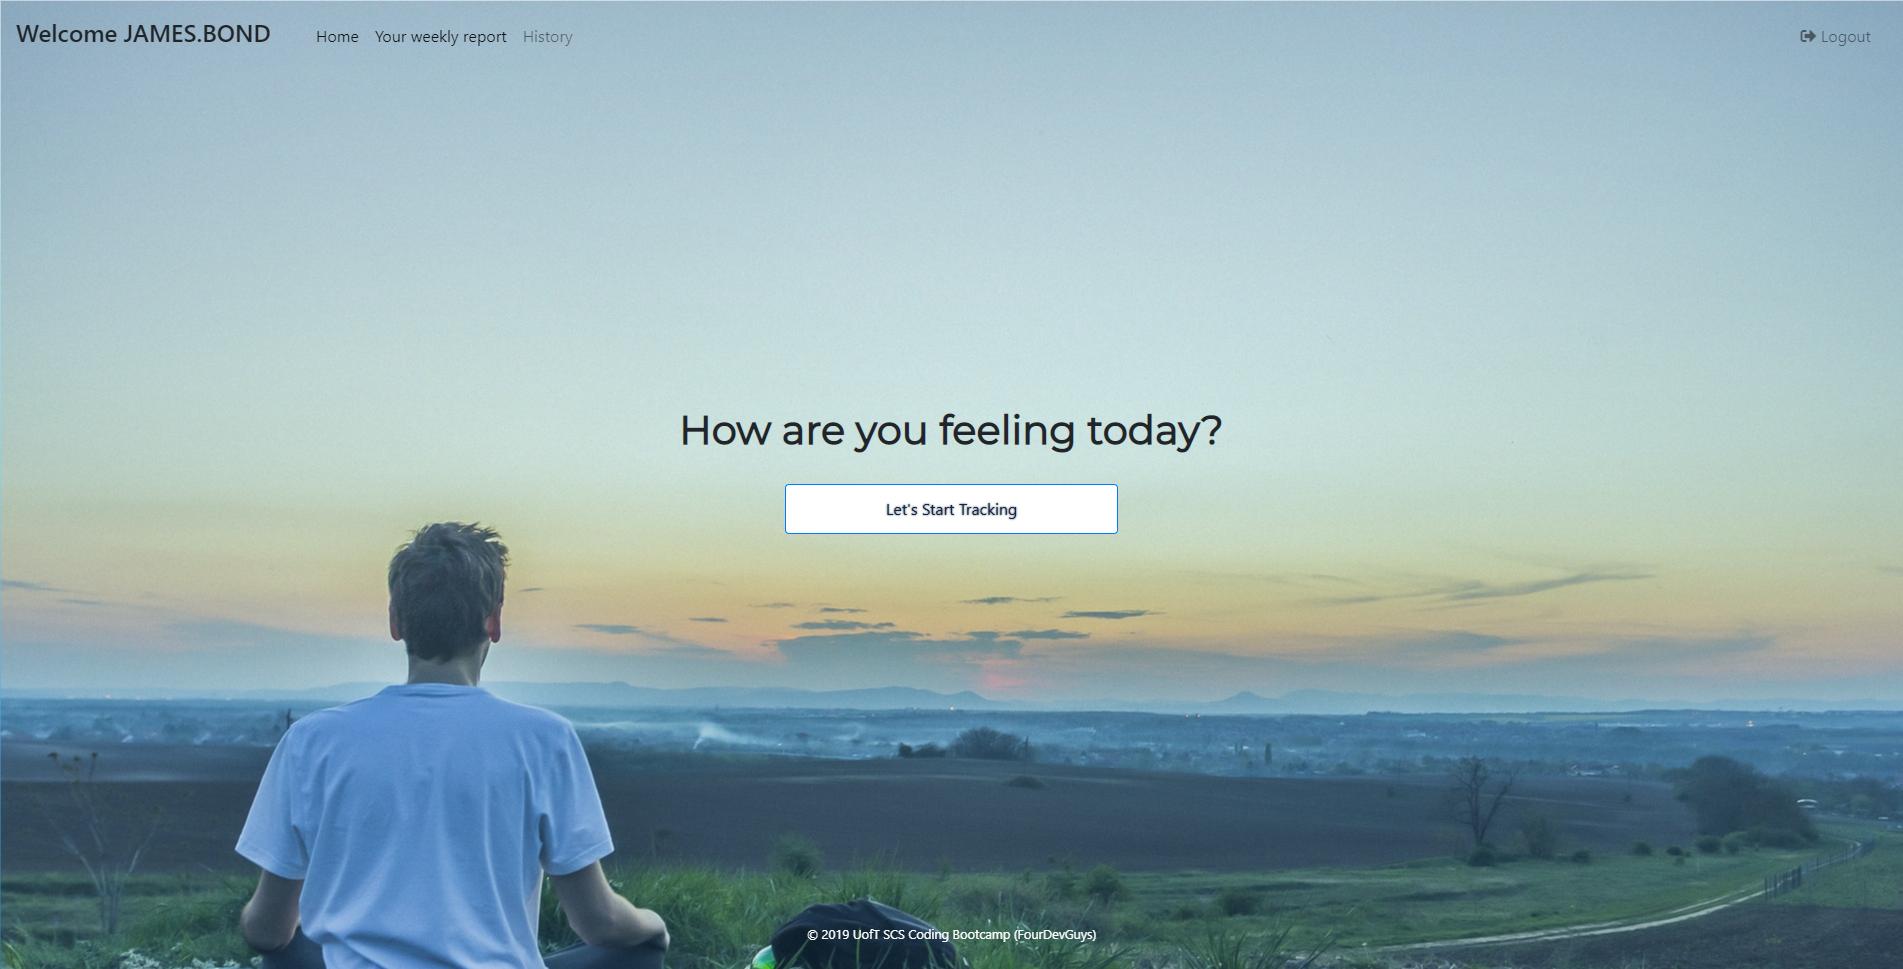 Welcome JAMES.BOND Home Your weekly report History Logout
How are you feeling today?
Let's Start Tracking
© 2019 UofT SCS Coding Bootcamp (FourDevGuys)